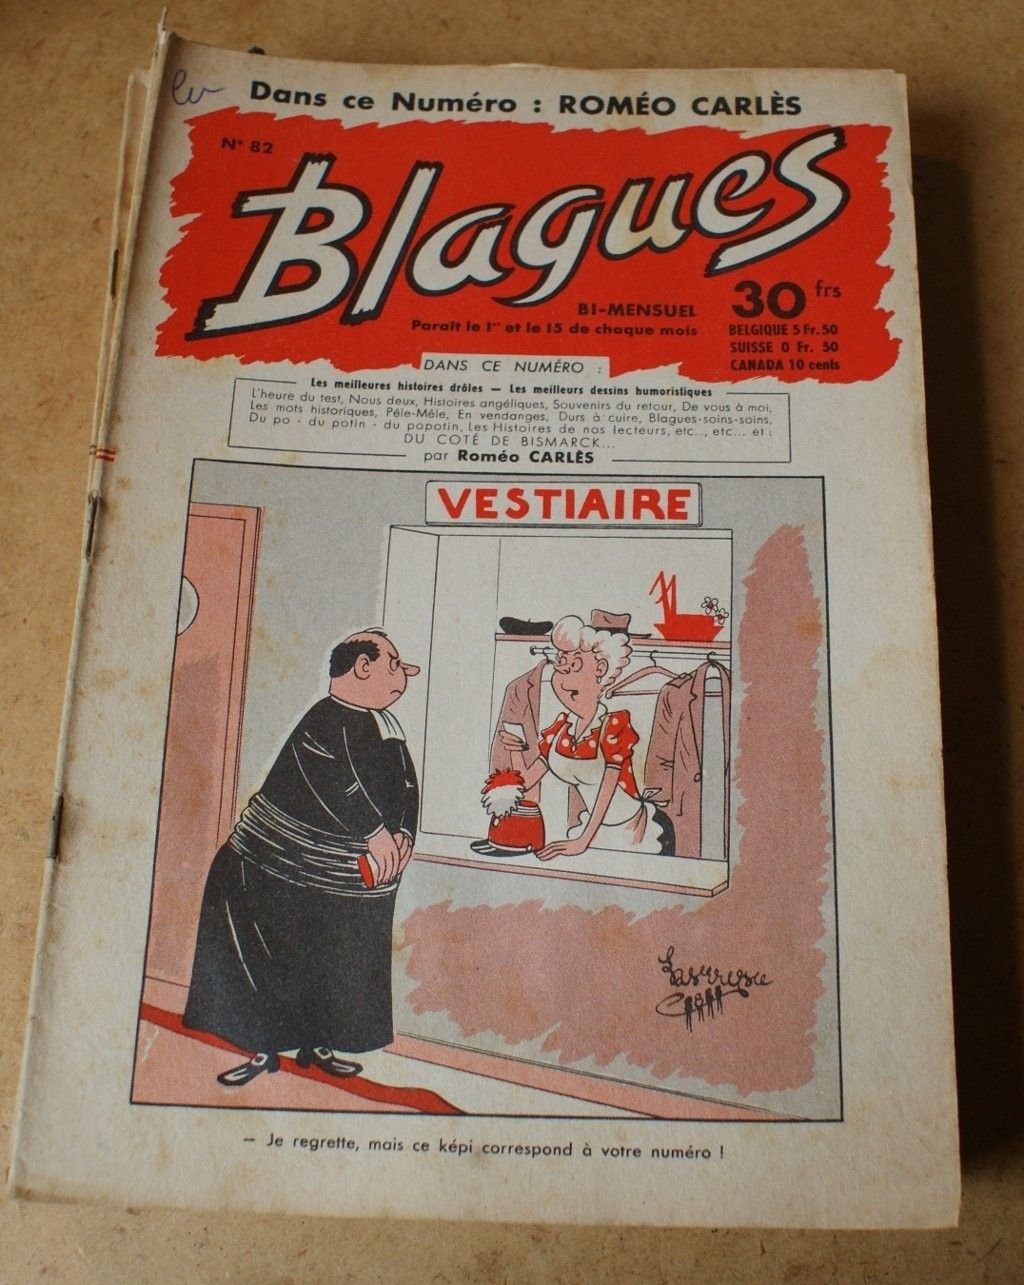 Dans ce Numéro : ROMÉO CARLÈS
N° 82
Blagues
BI-MENSUEL
Paraît le 1er et le 15 de chaque mois
30 frs
BELGIQUE 5 Fr. 50
SUISSE 0 Fr. 50
CANADA 10 cents
DANS CE NUMÉRO :
Les meilleures histoires drôles — Les meilleurs dessins humoristiques
L'heure du test, Nous deux, Histoires angéliques, Souvenirs du retour, De vous à moi,
Les mots historiques, Pêle-Mêle, En vendanges, Durs à cuire, Blagues-soins-soins,
Du po - du potin - du popotin, Les Histoires de nos lecteurs, etc..., etc... et :
DU COTÉ DE BISMARCK...
par Roméo CARLÈS
VESTIAIRE
— Je regrette, mais ce képi correspond à votre numéro !